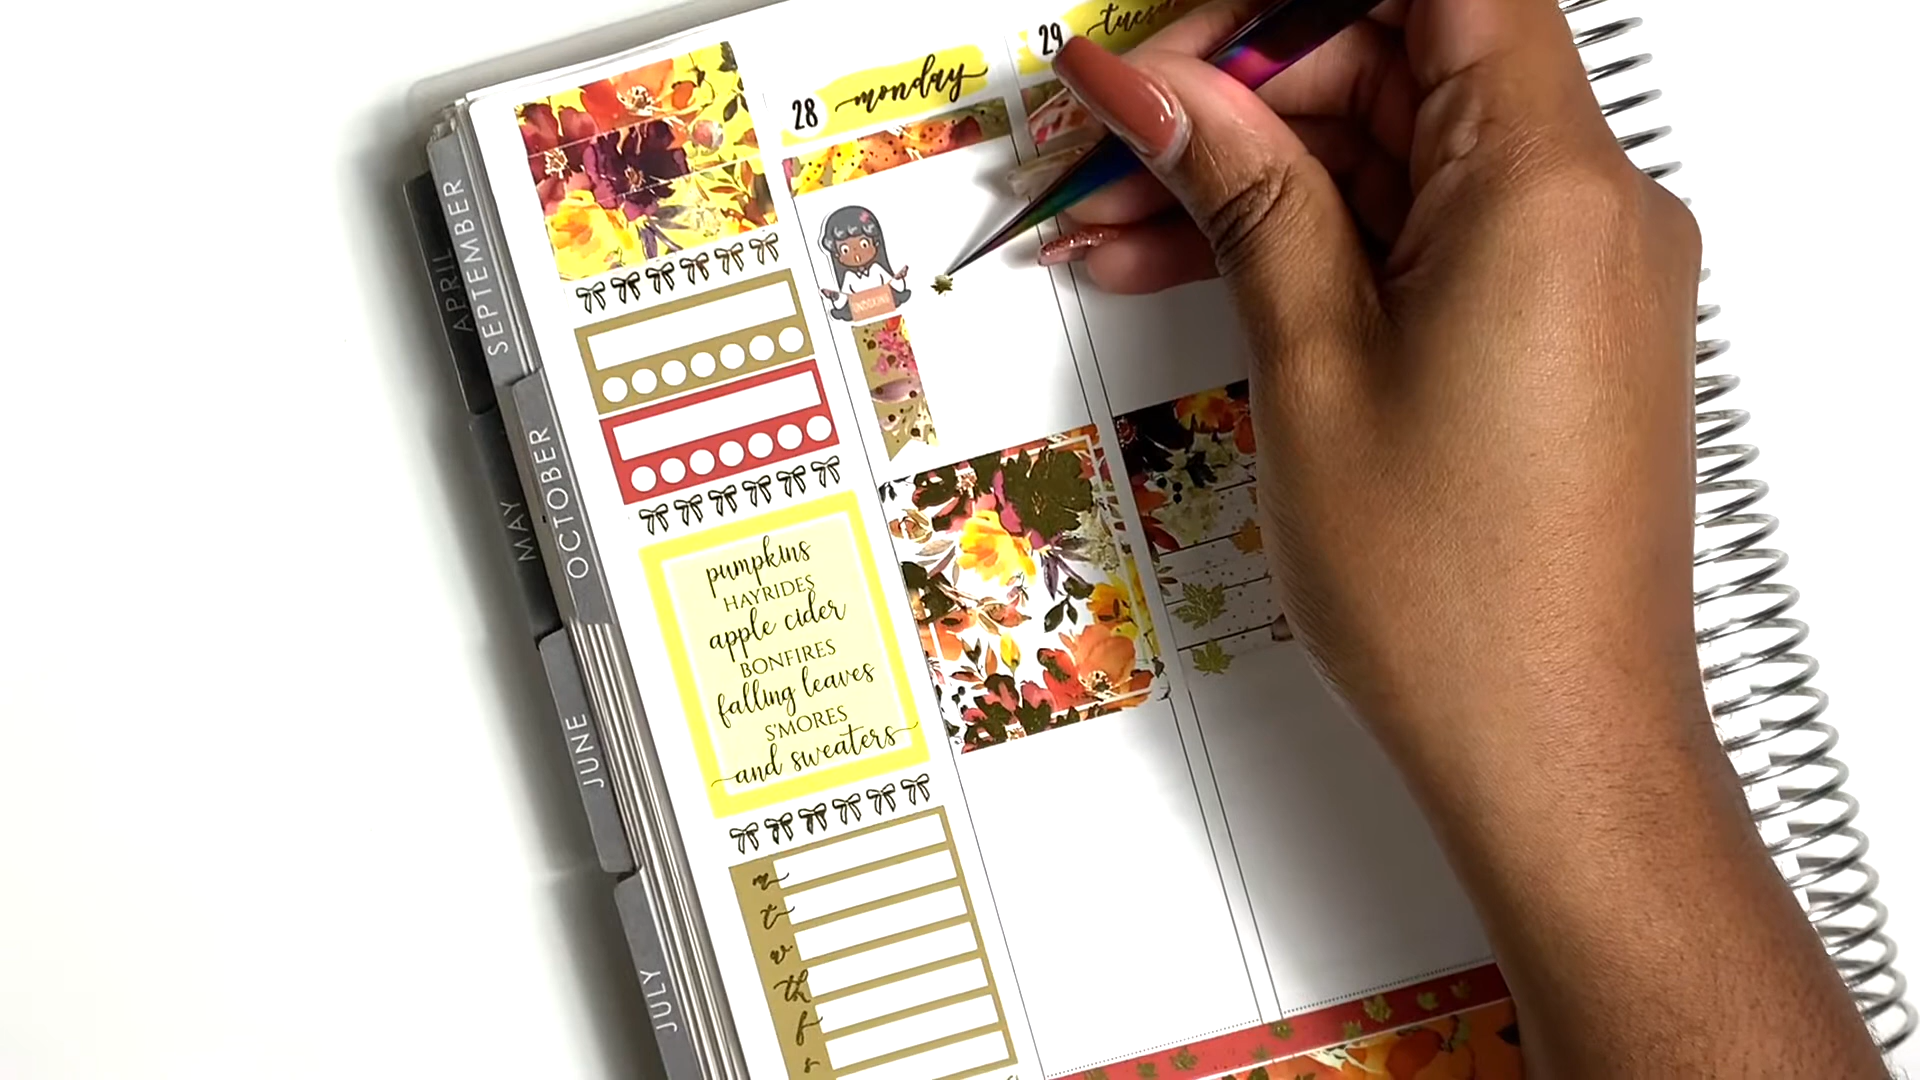 28 monday
29
APRIL
SEPTEMBER
MAY
OCTOBER
JUNE
JULY
pumpkins
HAYRIDES
apple cider
BONFIRES
falling leaves
S'MORES
and sweaters
m
t
w
th
f
s